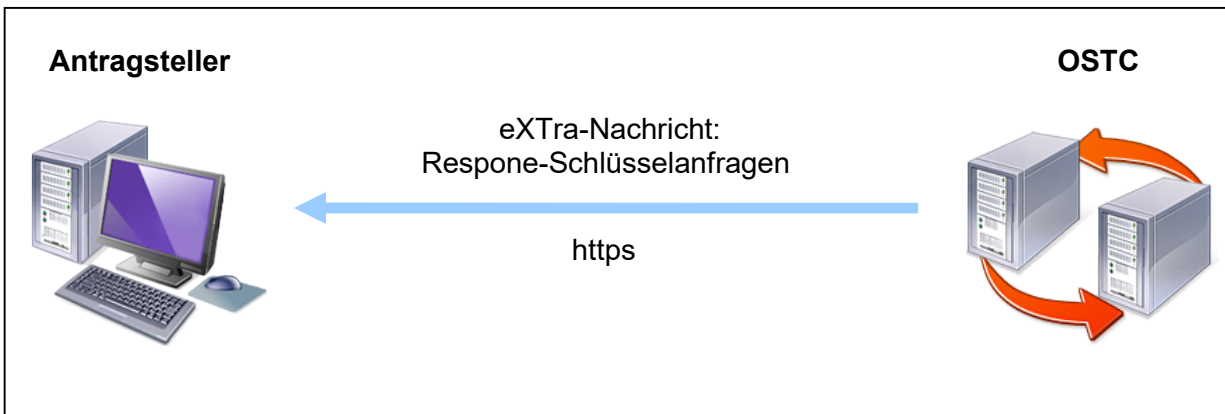 Antragsteller
OSTC
eXTra-Nachricht:
Respone-Schlüsselanfragen
https